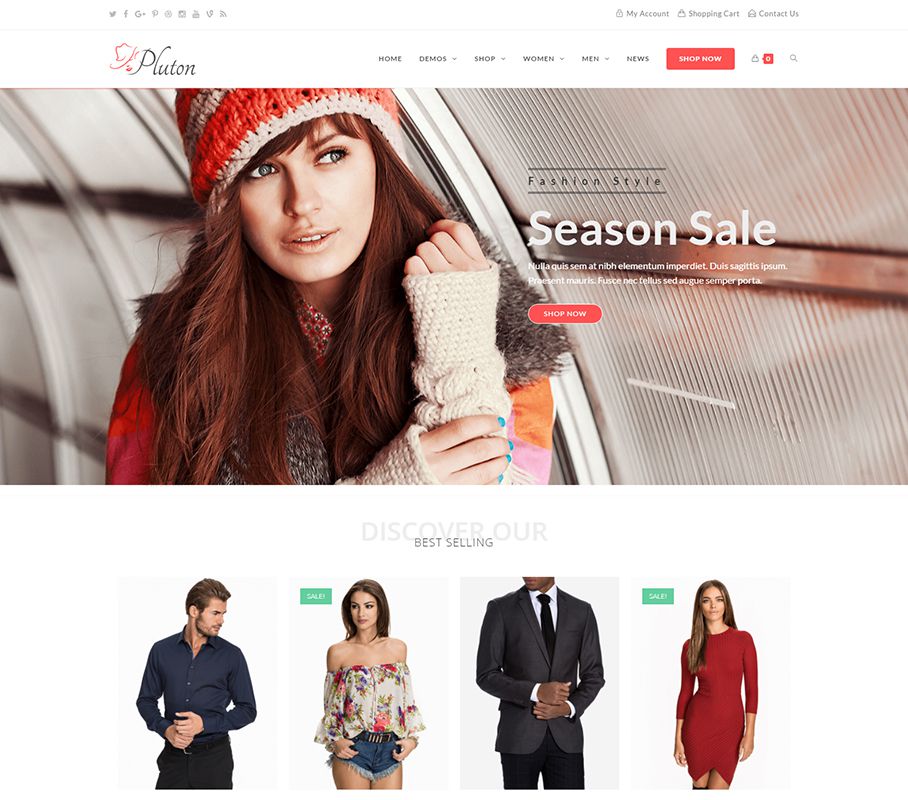 My Account Shopping Cart Contact Us
Pluton
HOME DEMOS SHOP WOMEN MEN NEWS SHOP NOW 0
Fashion Style
Season Sale
Nulla quis sem at nibh elementum imperdiet. Duis sagittis ipsum.
Praesent mauris. Fusce nec tellus sed augue semper porta.
SHOP NOW
DISCOVER OUR
BEST SELLING
SALE!
SALE!